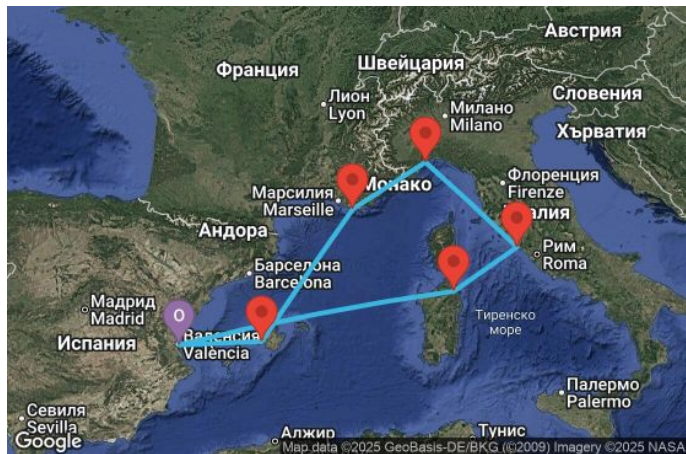 Австрия
Швейцария
Франция
Словения
Лион
Lyon
Милано
Milano
Хърватия
Монако
Флоренция
Firenze
Марсилия
Marseille
Андора
Рим
Roma
Барселона
Barcelona
Мадрид
Madrid
O
Валенсия
València
Испания
Тиренско
море
Палермо
Palermo
Севиля
Sevilla
Google
Алжир
Тунис
Map data ©2025 GeoBasis-DE/BKG (©2009) Imagery ©2025 NASA